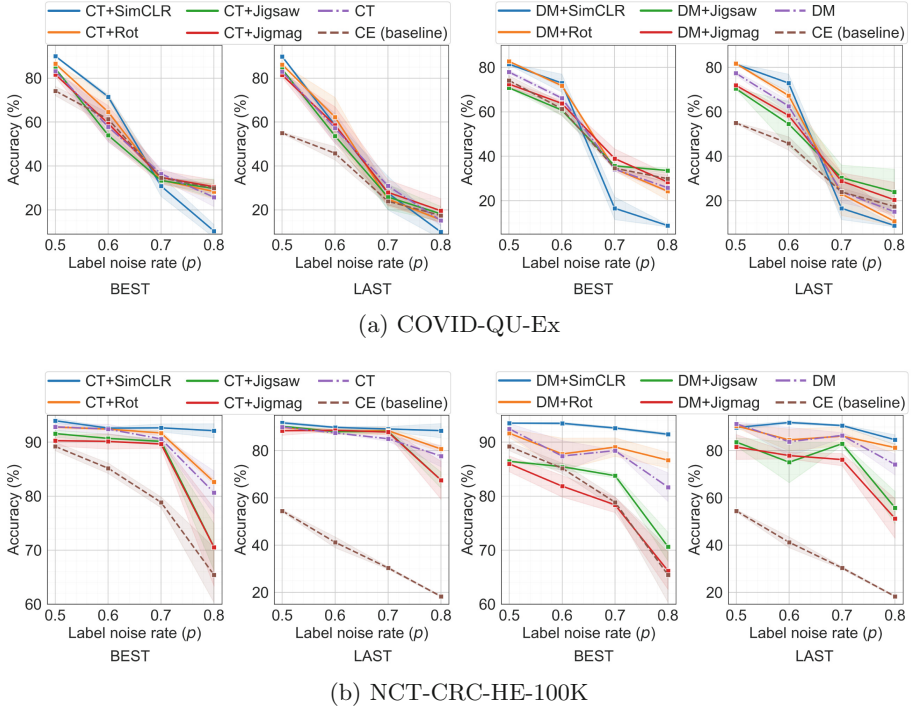 CT+SimCLR CT+Jigsaw CT
CT+Rot CT+Jigmag CE (baseline)
DM+SimCLR DM+Jigsaw DM
DM+Rot DM+Jigmag CE (baseline)
Accuracy (%)
80
60
40
20
0.5 0.6 0.7 0.8
Label noise rate (p)
BEST
Accuracy (%)
80
60
40
20
0.5 0.6 0.7 0.8
Label noise rate (p)
LAST
Accuracy (%)
80
60
40
20
0.5 0.6 0.7 0.8
Label noise rate (p)
BEST
Accuracy (%)
80
60
40
20
0.5 0.6 0.7 0.8
Label noise rate (p)
LAST
(a) COVID-QU-Ex
CT+SimCLR CT+Jigsaw CT
CT+Rot CT+Jigmag CE (baseline)
DM+SimCLR DM+Jigsaw DM
DM+Rot DM+Jigmag CE (baseline)
Accuracy (%)
90
80
70
60
0.5 0.6 0.7 0.8
Label noise rate (p)
BEST
Accuracy (%)
80
60
40
20
0.5 0.6 0.7 0.8
Label noise rate (p)
LAST
Accuracy (%)
90
80
70
60
0.5 0.6 0.7 0.8
Label noise rate (p)
BEST
Accuracy (%)
80
60
40
20
0.5 0.6 0.7 0.8
Label noise rate (p)
LAST
(b) NCT-CRC-HE-100K